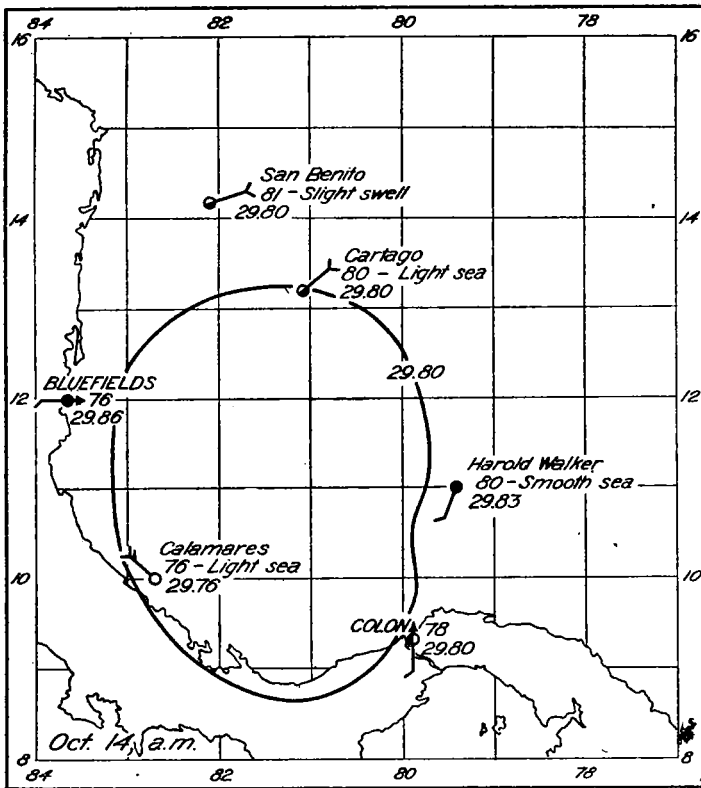 84 82 80 78
16 16
San Benito
81 - Slight swell
29.80
14 14
Cartago
80 - Light sea
29.80
29.80
BLUEFIELDS
76
29.86
12 12
Harold Walker
80 - Smooth sea
29.83
Calamares
76 - Light sea
29.76
10 10
COLON
78
29.80
Oct. 14, a.m.
8 8
84 82 80 78